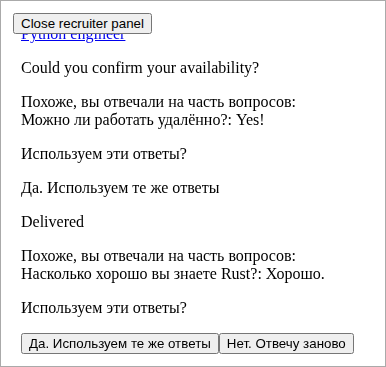 Close recruiter panel
Python engineer
Could you confirm your availability?
Похоже, вы отвечали на часть вопросов:
Можно ли работать удалённо?: Yes!
Используем эти ответы?
Да. Используем те же ответы
Delivered
Похоже, вы отвечали на часть вопросов:
Насколько хорошо вы знаете Rust?: Хорошо.
Используем эти ответы?
Да. Используем те же ответы Нет. Отвечу заново